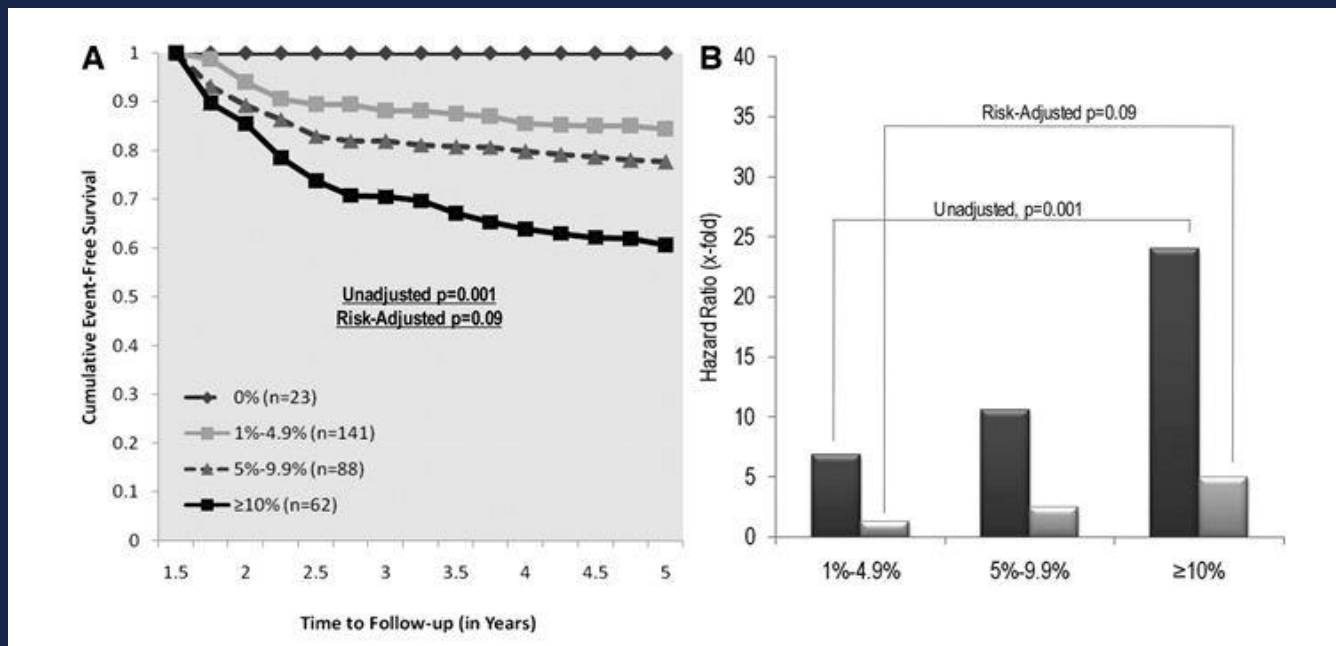 A
Cumulative Event-Free Survival
1
0.9
0.8
0.7
0.6
0.5
0.4
0.3
0.2
0.1
0
Unadjusted p=0.001
Risk-Adjusted p=0.09
0% (n=23)
1%-4.9% (n=141)
5%-9.9% (n=88)
≥10% (n=62)
1.5 2 2.5 3 3.5 4 4.5 5
Time to Follow-up (in Years)
B
Hazard Ratio (x-fold)
40
35
30
25
20
15
10
5
0
Risk-Adjusted p=0.09
Unadjusted, p=0.001
1%-4.9% 5%-9.9% ≥10%